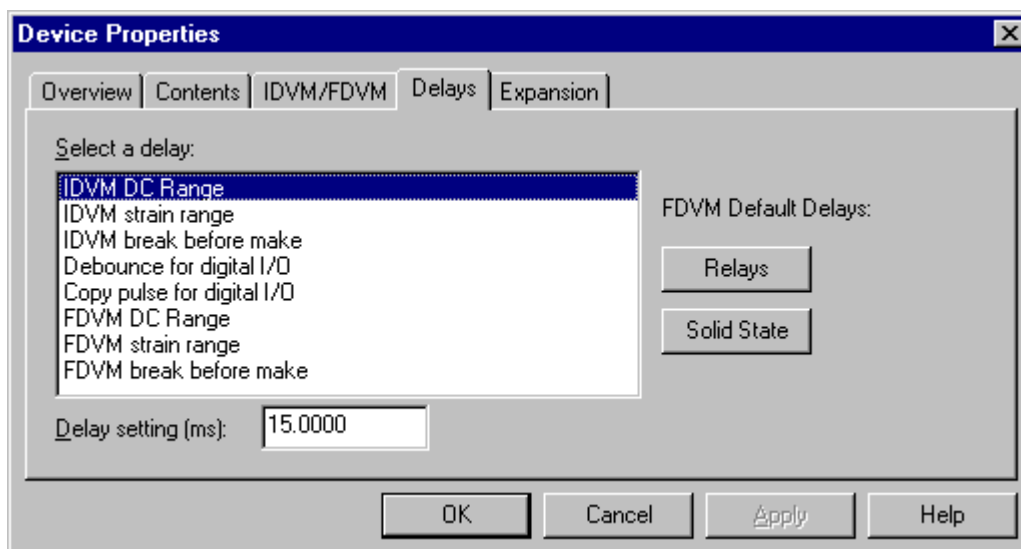 Device Properties
Overview Contents IDVM/FDVM Delays Expansion
Select a delay:
IDVM DC Range
IDVM strain range
IDVM break before make
Debounce for digital I/O
Copy pulse for digital I/O
FDVM DC Range
FDVM strain range
FDVM break before make
FDVM Default Delays:
Relays
Solid State
Delay setting (ms): 15.0000
OK Cancel Apply Help